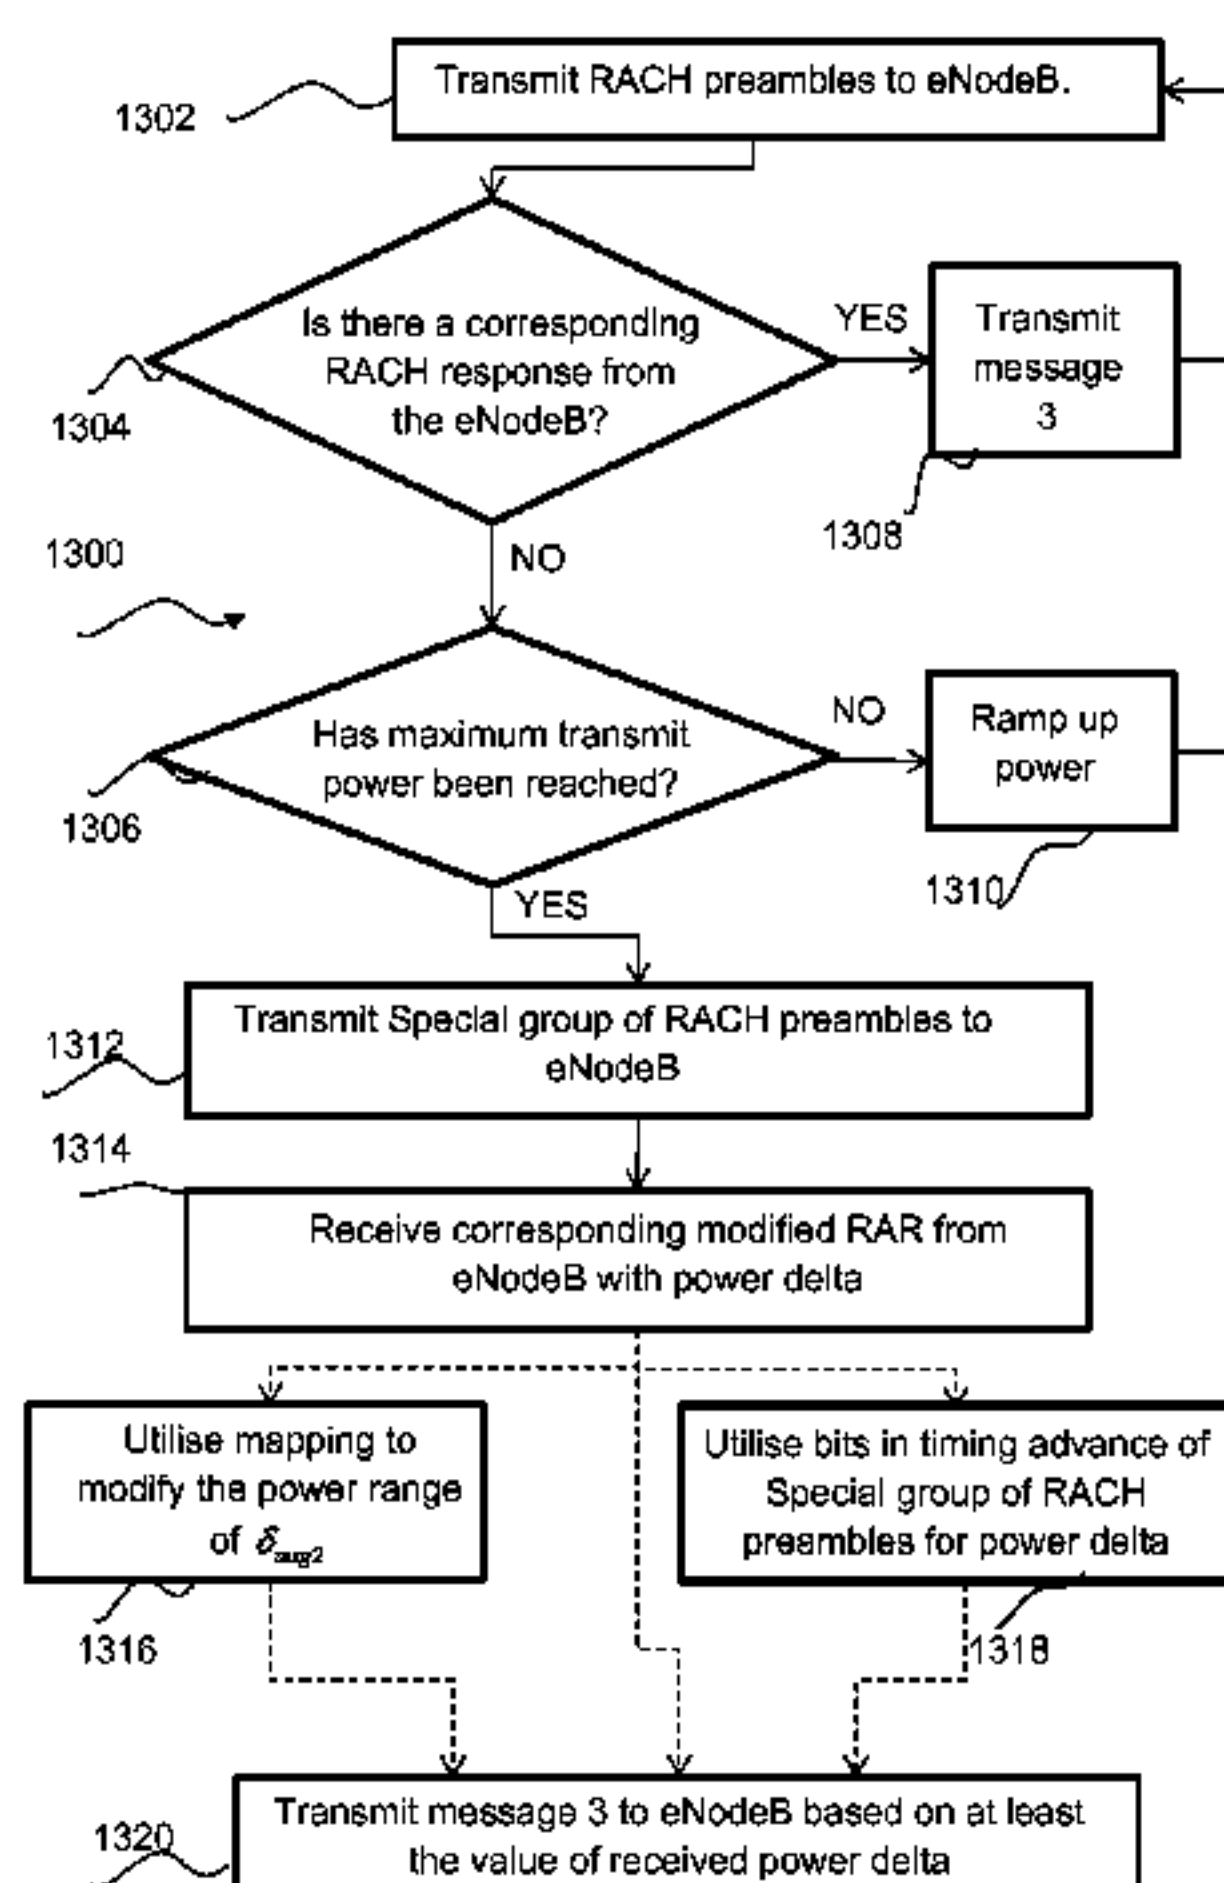 Transmit RACH preambles to eNodeB.
1302
Is there a corresponding
RACH response from
the eNodeB?
1304
YES
Transmit
message
3
1308
1300
NO
Has maximum transmit
power been reached?
1306
NO
Ramp up
power
1310
YES
Transmit Special group of RACH preambles to
eNodeB
1312
1314
Receive corresponding modified RAR from
eNodeB with power delta
Utilise mapping to
modify the power range
of δmsg2
1316
Utilise bits in timing advance of
Special group of RACH
preambles for power delta
1318
1320
Transmit message 3 to eNodeB based on at least
the value of received power delta